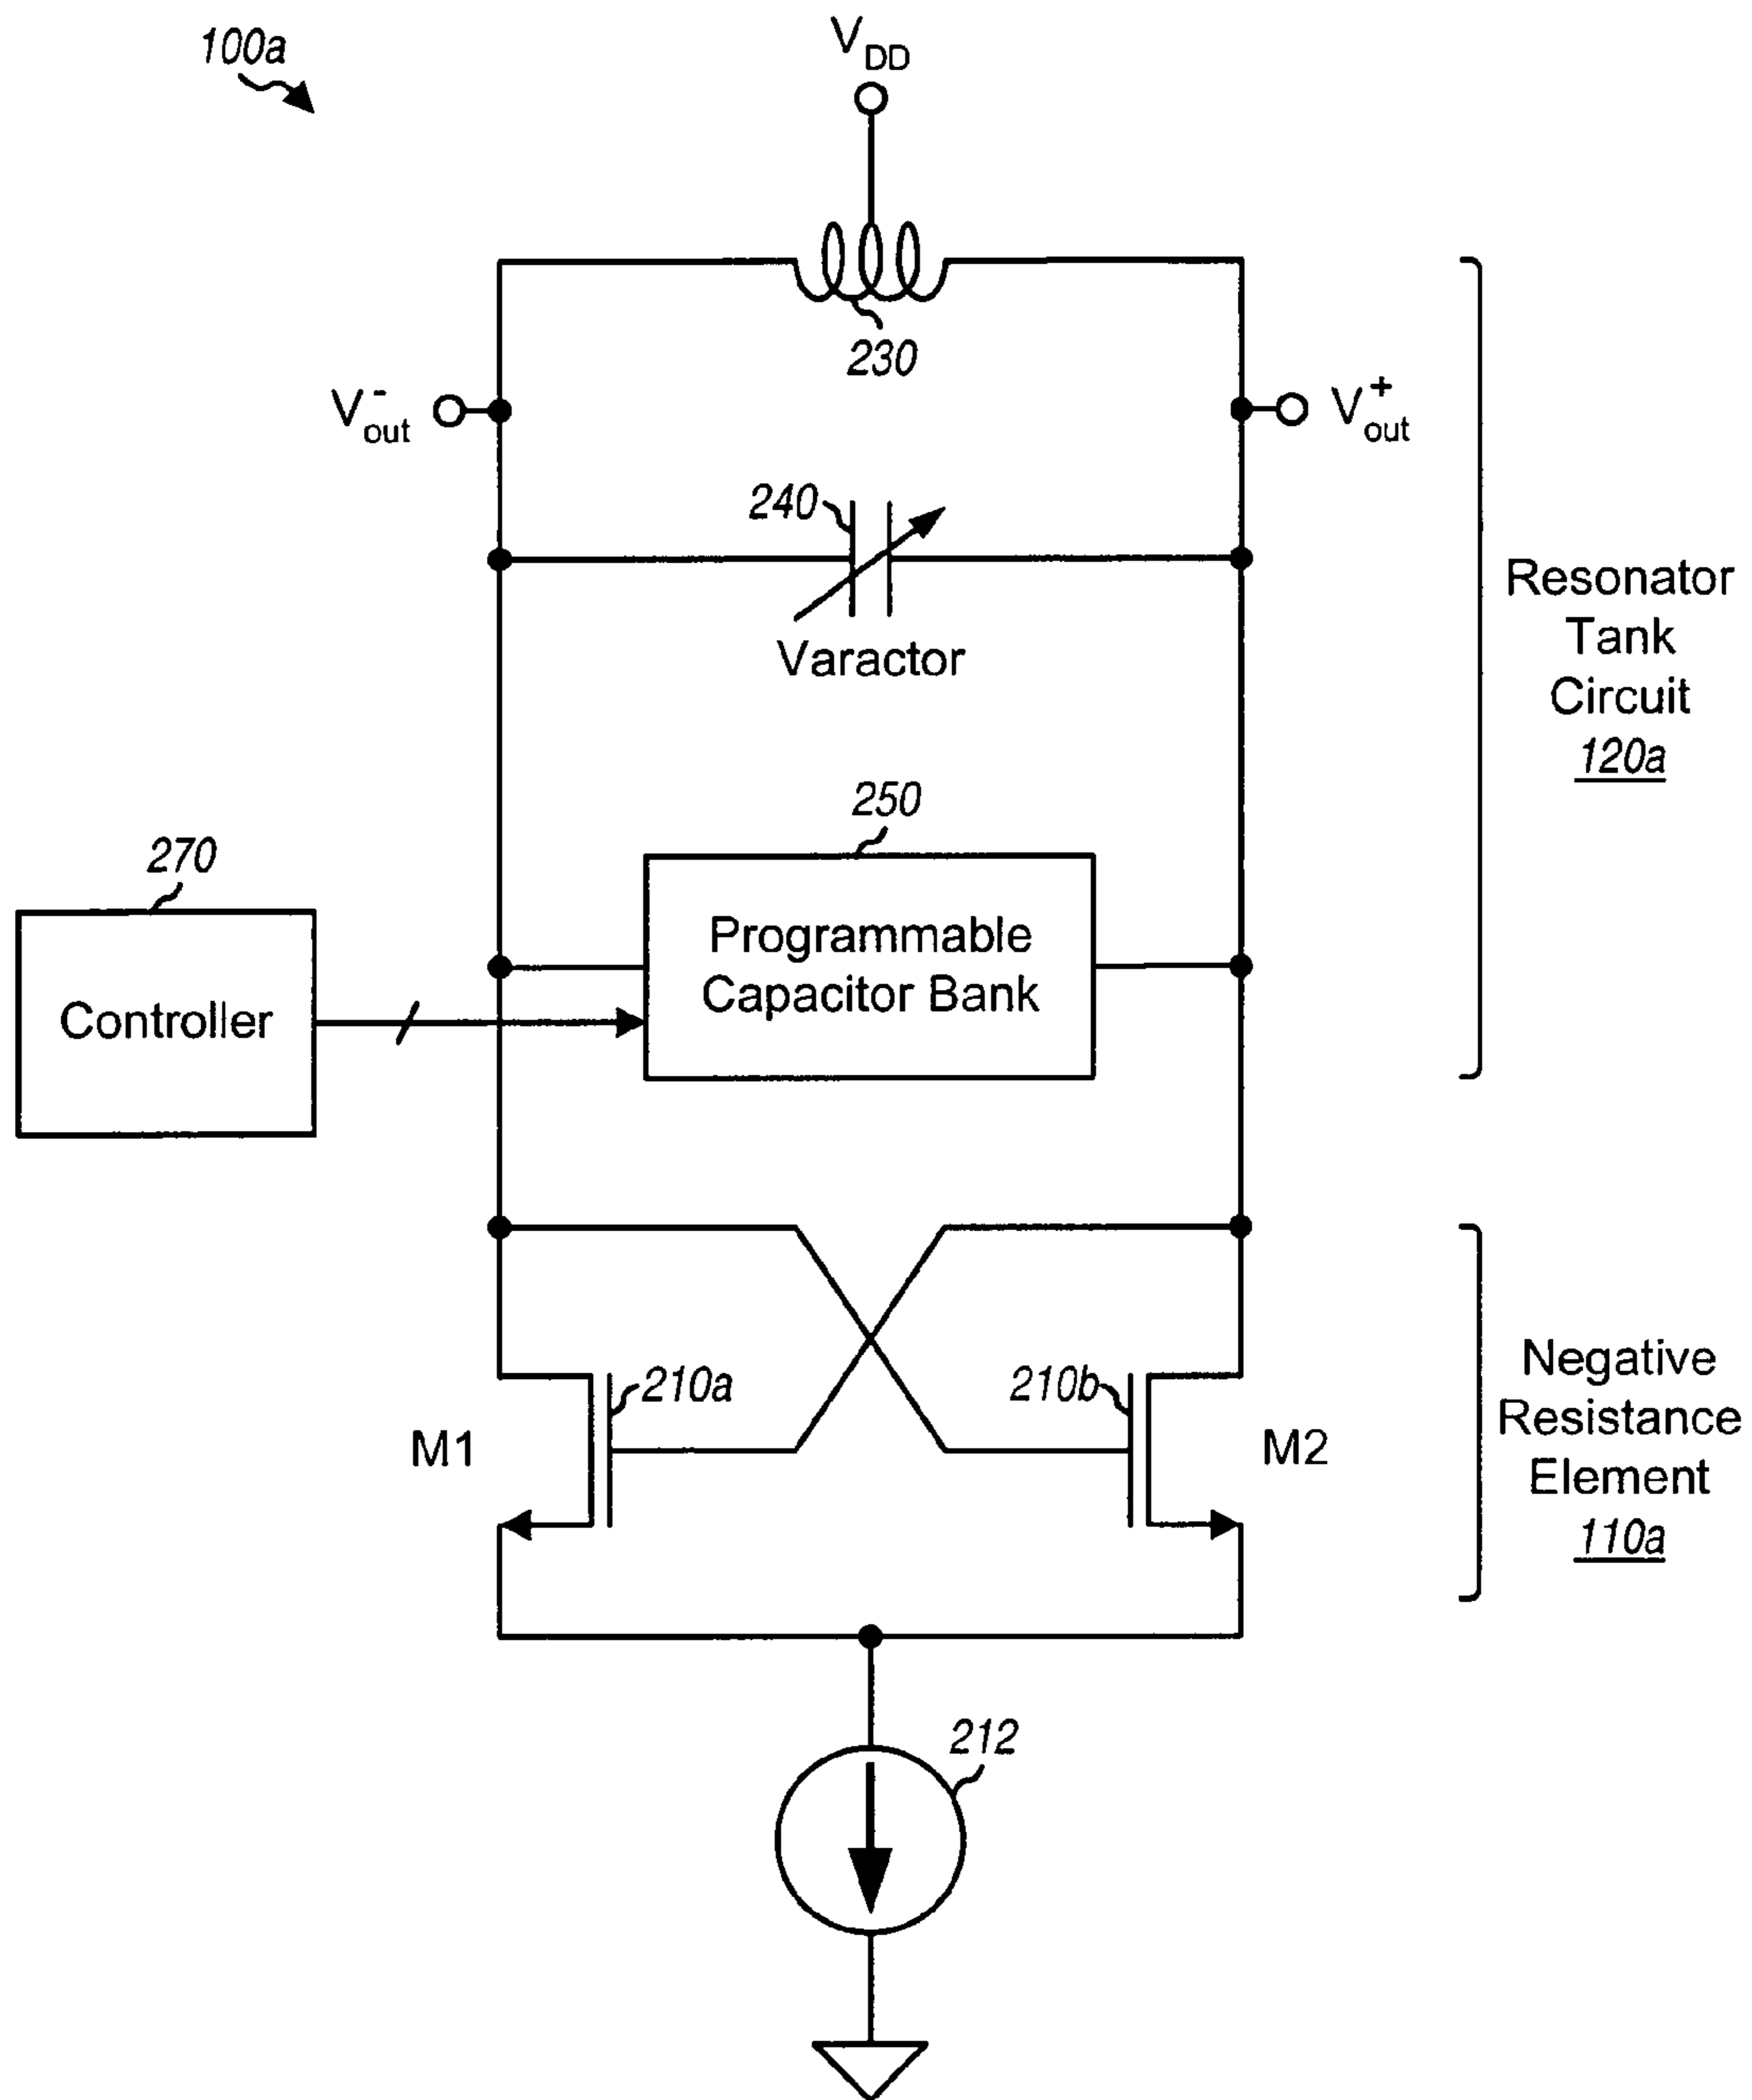 100a
VDD
230
V-out
V+out
240
Varactor
Resonator
Tank
Circuit
120a
250
270
Programmable
Capacitor Bank
Controller
210a
210b
M1
M2
Negative
Resistance
Element
110a
212